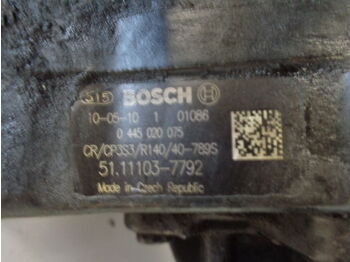 BOSCH
10-05-10 1 01086
0 445 020 075
CR/CP3S3/R140/40-789S
51.11103-7792
Made in Czech Republic